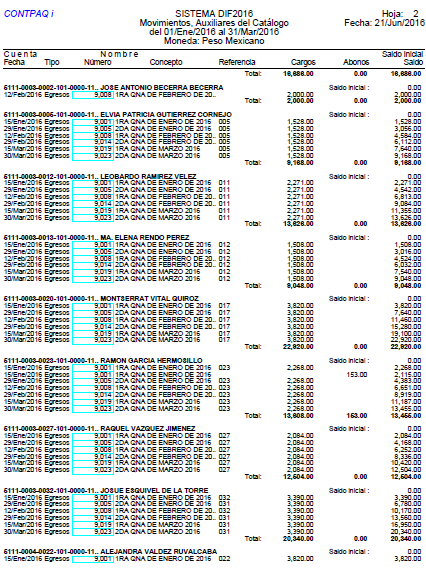 CONTPAQ i SISTEMA DIF2016 Hoja: 2
Movimientos, Auxiliares del Catálogo Fecha: 21/Jun/2016
del 01/Ene/2016 al 31/Mar/2016
Moneda: Peso Mexicano
C u e n t a N o m b r e Saldo Inicial
Fecha Tipo Número Concepto Referencia Cargos Abonos Saldo
Total: 16,686.00 0.00 16,686.00
6111-0003-0002-101-0000-11.. JOSE ANTONIO BECERRA BECERRA Saldo inicial : 0.00
12/Feb/2016 Egresos 9,008 1RA QNA DE FEBRERO DE 20.. 2,000.00 2,000.00
Total: 2,000.00 0.00 2,000.00
6111-0003-0006-101-0000-11.. ELVIA PATRICIA GUTIERREZ CORNEJO Saldo inicial : 0.00
15/Ene/2016 Egresos 9,001 1RA QNA DE ENERO DE 2016 005 1,528.00 1,528.00
29/Ene/2016 Egresos 9,005 2DA QNA DE ENERO DE 2016 005 1,528.00 3,056.00
12/Feb/2016 Egresos 9,008 1RA QNA DE FEBRERO DE 20.. 005 1,528.00 4,584.00
29/Feb/2016 Egresos 9,014 2DA QNA DE FEBRERO DE 20.. 005 1,528.00 6,112.00
15/Mar/2016 Egresos 9,019 1RA QNA DE MARZO 2016 005 1,528.00 7,640.00
30/Mar/2016 Egresos 9,023 2DA QNA DE MARZO 2016 005 1,528.00 9,168.00
Total: 9,168.00 0.00 9,168.00
6111-0003-0012-101-0000-11.. LEOBARDO RAMIREZ VELEZ Saldo inicial : 0.00
15/Ene/2016 Egresos 9,001 1RA QNA DE ENERO DE 2016 011 2,271.00 2,271.00
29/Ene/2016 Egresos 9,005 2DA QNA DE ENERO DE 2016 011 2,271.00 4,542.00
12/Feb/2016 Egresos 9,008 1RA QNA DE FEBRERO DE 20.. 011 2,271.00 6,813.00
29/Feb/2016 Egresos 9,014 2DA QNA DE FEBRERO DE 20.. 011 2,271.00 9,084.00
15/Mar/2016 Egresos 9,019 1RA QNA DE MARZO 2016 011 2,271.00 11,355.00
30/Mar/2016 Egresos 9,023 2DA QNA DE MARZO 2016 011 2,271.00 13,626.00
Total: 13,626.00 0.00 13,626.00
6111-0003-0013-101-0000-11.. MA. ELENA RENDO PEREZ Saldo inicial : 0.00
15/Ene/2016 Egresos 9,001 1RA QNA DE ENERO DE 2016 012 1,508.00 1,508.00
29/Ene/2016 Egresos 9,005 2DA QNA DE ENERO DE 2016 012 1,508.00 3,016.00
12/Feb/2016 Egresos 9,008 1RA QNA DE FEBRERO DE 20.. 012 1,508.00 4,524.00
29/Feb/2016 Egresos 9,014 2DA QNA DE FEBRERO DE 20.. 012 1,508.00 6,032.00
15/Mar/2016 Egresos 9,019 1RA QNA DE MARZO 2016 012 1,508.00 7,540.00
30/Mar/2016 Egresos 9,023 2DA QNA DE MARZO 2016 012 1,508.00 9,048.00
Total: 9,048.00 0.00 9,048.00
6111-0003-0020-101-0000-11.. MONTSERRAT VITAL QUIROZ Saldo inicial : 0.00
15/Ene/2016 Egresos 9,001 1RA QNA DE ENERO DE 2016 017 3,820.00 3,820.00
29/Ene/2016 Egresos 9,005 2DA QNA DE ENERO DE 2016 017 3,820.00 7,640.00
12/Feb/2016 Egresos 9,008 1RA QNA DE FEBRERO DE 20.. 017 3,820.00 11,460.00
29/Feb/2016 Egresos 9,014 2DA QNA DE FEBRERO DE 20.. 017 3,820.00 15,280.00
15/Mar/2016 Egresos 9,019 1RA QNA DE MARZO 2016 017 3,820.00 19,100.00
30/Mar/2016 Egresos 9,023 2DA QNA DE MARZO 2016 017 3,820.00 22,920.00
Total: 22,920.00 0.00 22,920.00
6111-0003-0023-101-0000-11.. RAMON GARCIA HERMOSILLO Saldo inicial : 0.00
15/Ene/2016 Egresos 9,001 1RA QNA DE ENERO DE 2016 023 2,268.00 2,268.00
15/Ene/2016 Egresos 9,001 1RA QNA DE ENERO DE 2016 153.00 2,115.00
29/Ene/2016 Egresos 9,005 2DA QNA DE ENERO DE 2016 023 2,268.00 4,383.00
12/Feb/2016 Egresos 9,008 1RA QNA DE FEBRERO DE 20.. 023 2,268.00 6,651.00
29/Feb/2016 Egresos 9,014 2DA QNA DE FEBRERO DE 20.. 023 2,268.00 8,919.00
15/Mar/2016 Egresos 9,019 1RA QNA DE MARZO 2016 023 2,268.00 11,187.00
30/Mar/2016 Egresos 9,023 2DA QNA DE MARZO 2016 023 2,268.00 13,455.00
Total: 13,608.00 153.00 13,455.00
6111-0003-0027-101-0000-11.. RAQUEL VAZQUEZ JIMENEZ Saldo inicial : 0.00
15/Ene/2016 Egresos 9,001 1RA QNA DE ENERO DE 2016 027 2,084.00 2,084.00
29/Ene/2016 Egresos 9,005 2DA QNA DE ENERO DE 2016 027 2,084.00 4,168.00
12/Feb/2016 Egresos 9,008 1RA QNA DE FEBRERO DE 20.. 027 2,084.00 6,252.00
29/Feb/2016 Egresos 9,014 2DA QNA DE FEBRERO DE 20.. 027 2,084.00 8,336.00
15/Mar/2016 Egresos 9,019 1RA QNA DE MARZO 2016 027 2,084.00 10,420.00
30/Mar/2016 Egresos 9,023 2DA QNA DE MARZO 2016 027 2,084.00 12,504.00
Total: 12,504.00 0.00 12,504.00
6111-0003-0032-101-0000-11.. JOSUE ESQUIVEL DE LA TORRE Saldo inicial : 0.00
15/Ene/2016 Egresos 9,001 1RA QNA DE ENERO DE 2016 032 3,390.00 3,390.00
29/Ene/2016 Egresos 9,005 2DA QNA DE ENERO DE 2016 031 3,390.00 6,780.00
12/Feb/2016 Egresos 9,008 1RA QNA DE FEBRERO DE 20.. 032 3,390.00 10,170.00
29/Feb/2016 Egresos 9,014 2DA QNA DE FEBRERO DE 20.. 031 3,390.00 13,560.00
15/Mar/2016 Egresos 9,019 1RA QNA DE MARZO 2016 031 3,390.00 16,950.00
30/Mar/2016 Egresos 9,023 2DA QNA DE MARZO 2016 031 3,390.00 20,340.00
Total: 20,340.00 0.00 20,340.00
6111-0004-0022-101-0000-11.. ALEJANDRA VALDEZ RUVALCABA Saldo inicial : 0.00
15/Ene/2016 Egresos 9,001 1RA QNA DE ENERO DE 2016 022 3,820.00 3,820.00